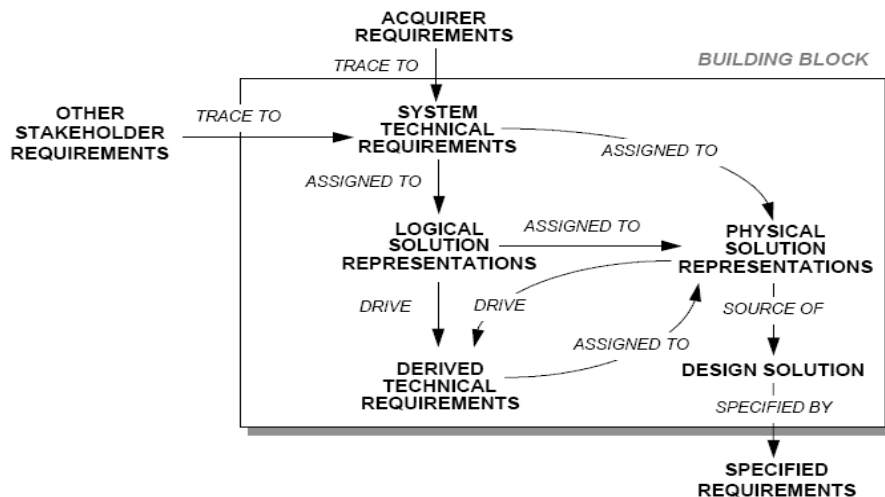 ACQUIRER
REQUIREMENTS
BUILDING BLOCK
TRACE TO
OTHER
STAKEHOLDER
REQUIREMENTS
TRACE TO
SYSTEM
TECHNICAL
REQUIREMENTS
ASSIGNED TO
ASSIGNED TO
LOGICAL
SOLUTION
REPRESENTATIONS
ASSIGNED TO
PHYSICAL
SOLUTION
REPRESENTATIONS
DRIVE
DRIVE
SOURCE OF
ASSIGNED TO
DERIVED
TECHNICAL
REQUIREMENTS
DESIGN SOLUTION
SPECIFIED BY
SPECIFIED
REQUIREMENTS